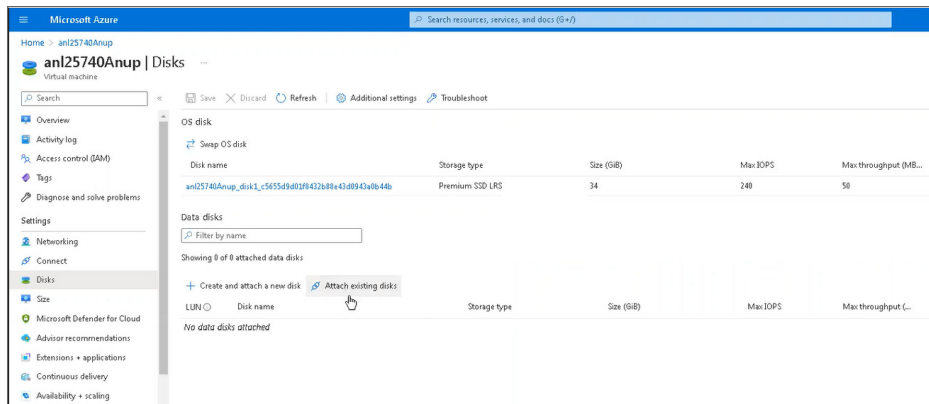 Microsoft Azure
Search resources, services, and docs (G+/)
Home > anl25740Anup
anl25740Anup | Disks ...
Virtual machine
Search
Overview
Activity log
Access control (IAM)
Tags
Diagnose and solve problems
Settings
Networking
Connect
Disks
Size
Microsoft Defender for Cloud
Advisor recommendations
Extensions + applications
Continuous delivery
Availability + scaling
Save Discard Refresh Additional settings Troubleshoot
OS disk
Swap OS disk
Disk name Storage type Size (GiB) Max IOPS Max throughput (MB...
anl25740Anup_disk1_c5655d9d01f8432b88e43d0943a0b44b Premium SSD LRS 34 240 50
Data disks
Filter by name
Showing 0 of 0 attached data disks
Create and attach a new disk Attach existing disks
LUN Disk name Storage type Size (GiB) Max IOPS Max throughput (...
No data disks attached